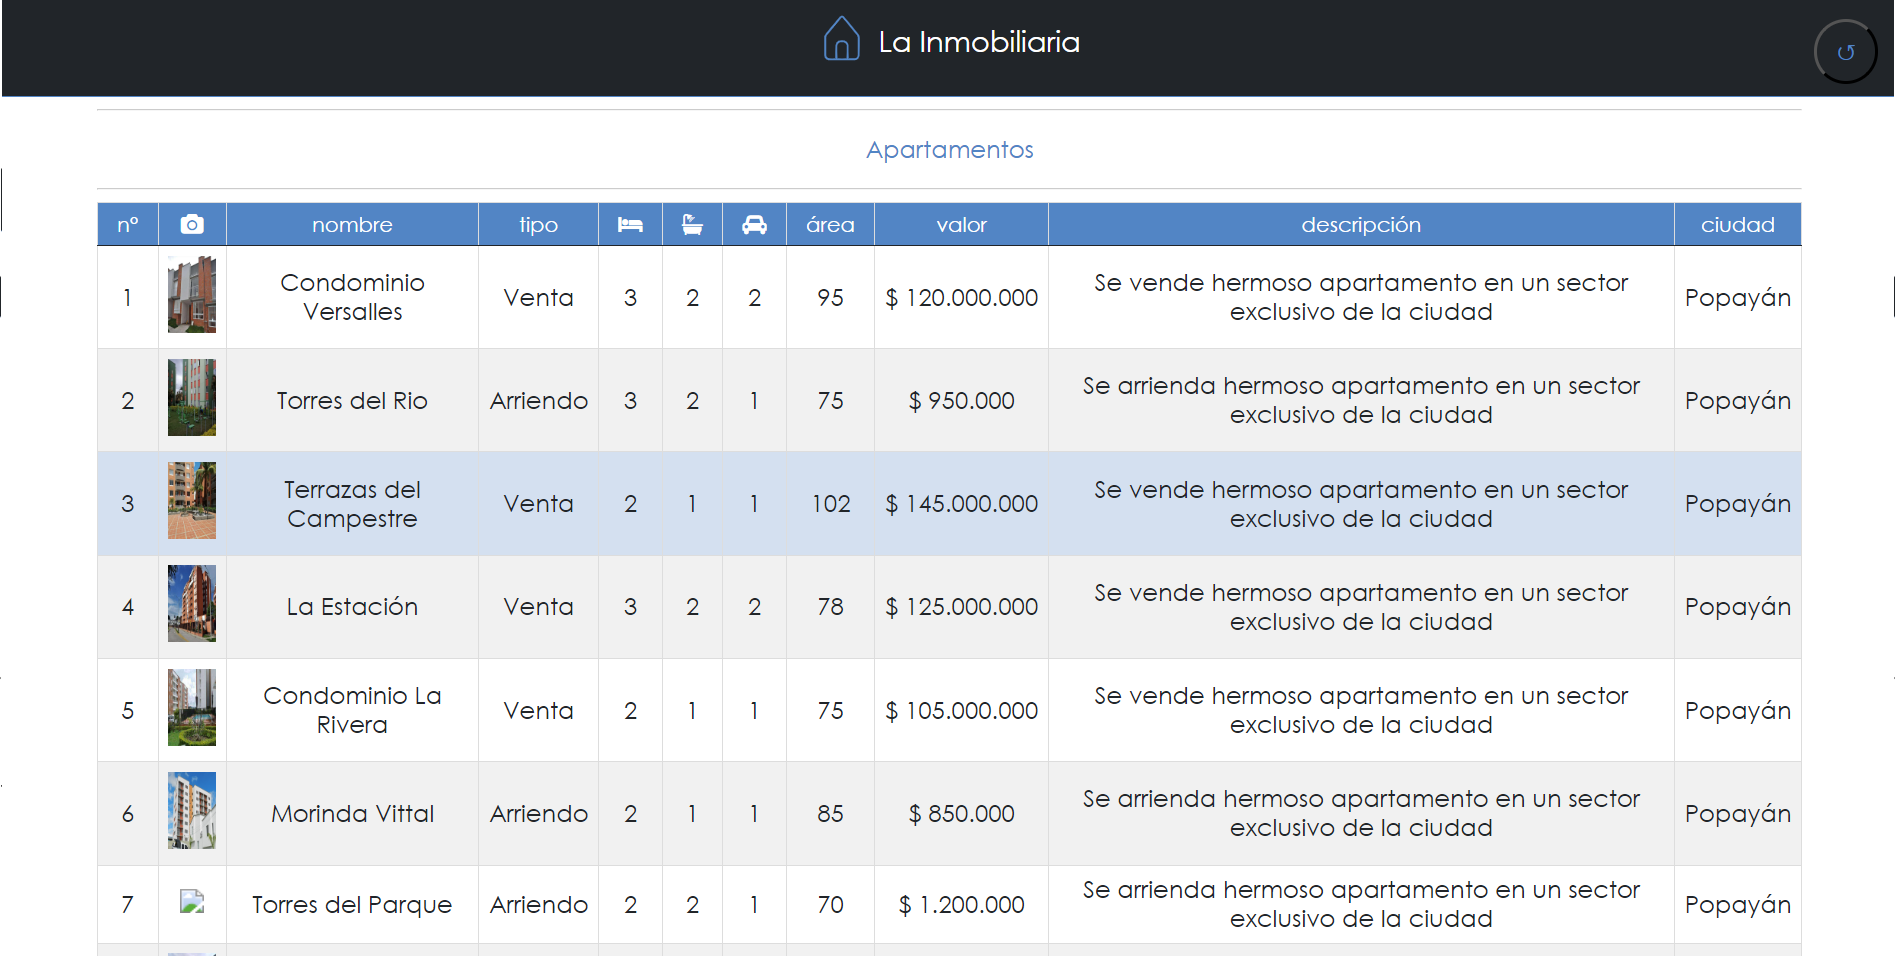 La Inmobiliaria
Apartamentos
n° nombre tipo área valor descripción ciudad
1 Condominio Versalles Venta 3 2 2 95 $ 120.000.000 Se vende hermoso apartamento en un sector exclusivo de la ciudad Popayán
2 Torres del Rio Arriendo 3 2 1 75 $ 950.000 Se arrienda hermoso apartamento en un sector exclusivo de la ciudad Popayán
3 Terrazas del Campestre Venta 2 1 1 102 $ 145.000.000 Se vende hermoso apartamento en un sector exclusivo de la ciudad Popayán
4 La Estación Venta 3 2 2 78 $ 125.000.000 Se vende hermoso apartamento en un sector exclusivo de la ciudad Popayán
5 Condominio La Rivera Venta 2 1 1 75 $ 105.000.000 Se vende hermoso apartamento en un sector exclusivo de la ciudad Popayán
6 Morinda Vittal Arriendo 2 1 1 85 $ 850.000 Se arrienda hermoso apartamento en un sector exclusivo de la ciudad Popayán
7 Torres del Parque Arriendo 2 2 1 70 $ 1.200.000 Se arrienda hermoso apartamento en un sector exclusivo de la ciudad Popayán